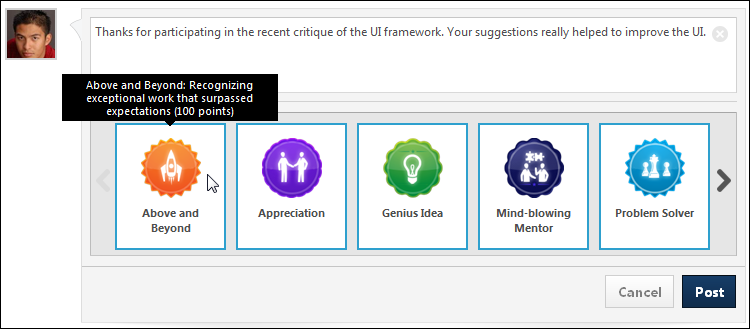 Thanks for participating in the recent critique of the UI framework. Your suggestions really helped to improve the UI.
Above and Beyond: Recognizing
exceptional work that surpassed
expectations (100 points)
Above and
Beyond
Appreciation
Genius Idea
Mind-blowing
Mentor
Problem Solver
Cancel
Post